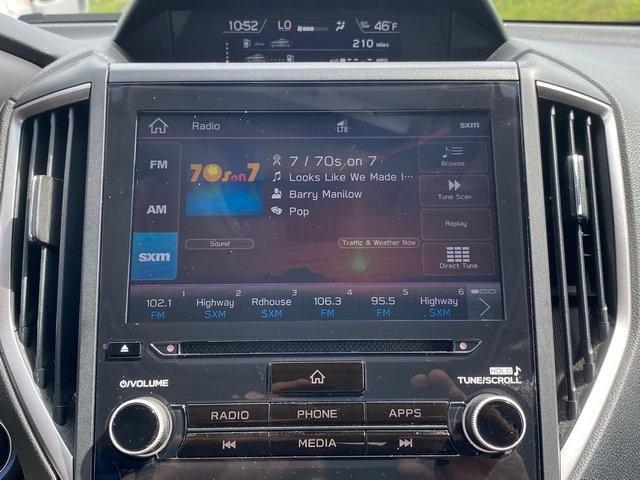 10:52 LO 46°F
210 miles
Radio LTE sxm
FM
AM
sxm
70s on 7
7 / 70s on 7
Looks Like We Made I...
Barry Manilow
Pop
Browse
Tune Scan
Replay
Direct Tune
Sound
Traffic & Weather Now
1 2 3 4 5 6
102.1 Highway Rdhouse 106.3 95.5 Highway
FM SXM SXM FM FM SXM
HOLD
⏻/VOLUME TUNE/SCROLL
RADIO PHONE APPS
MEDIA